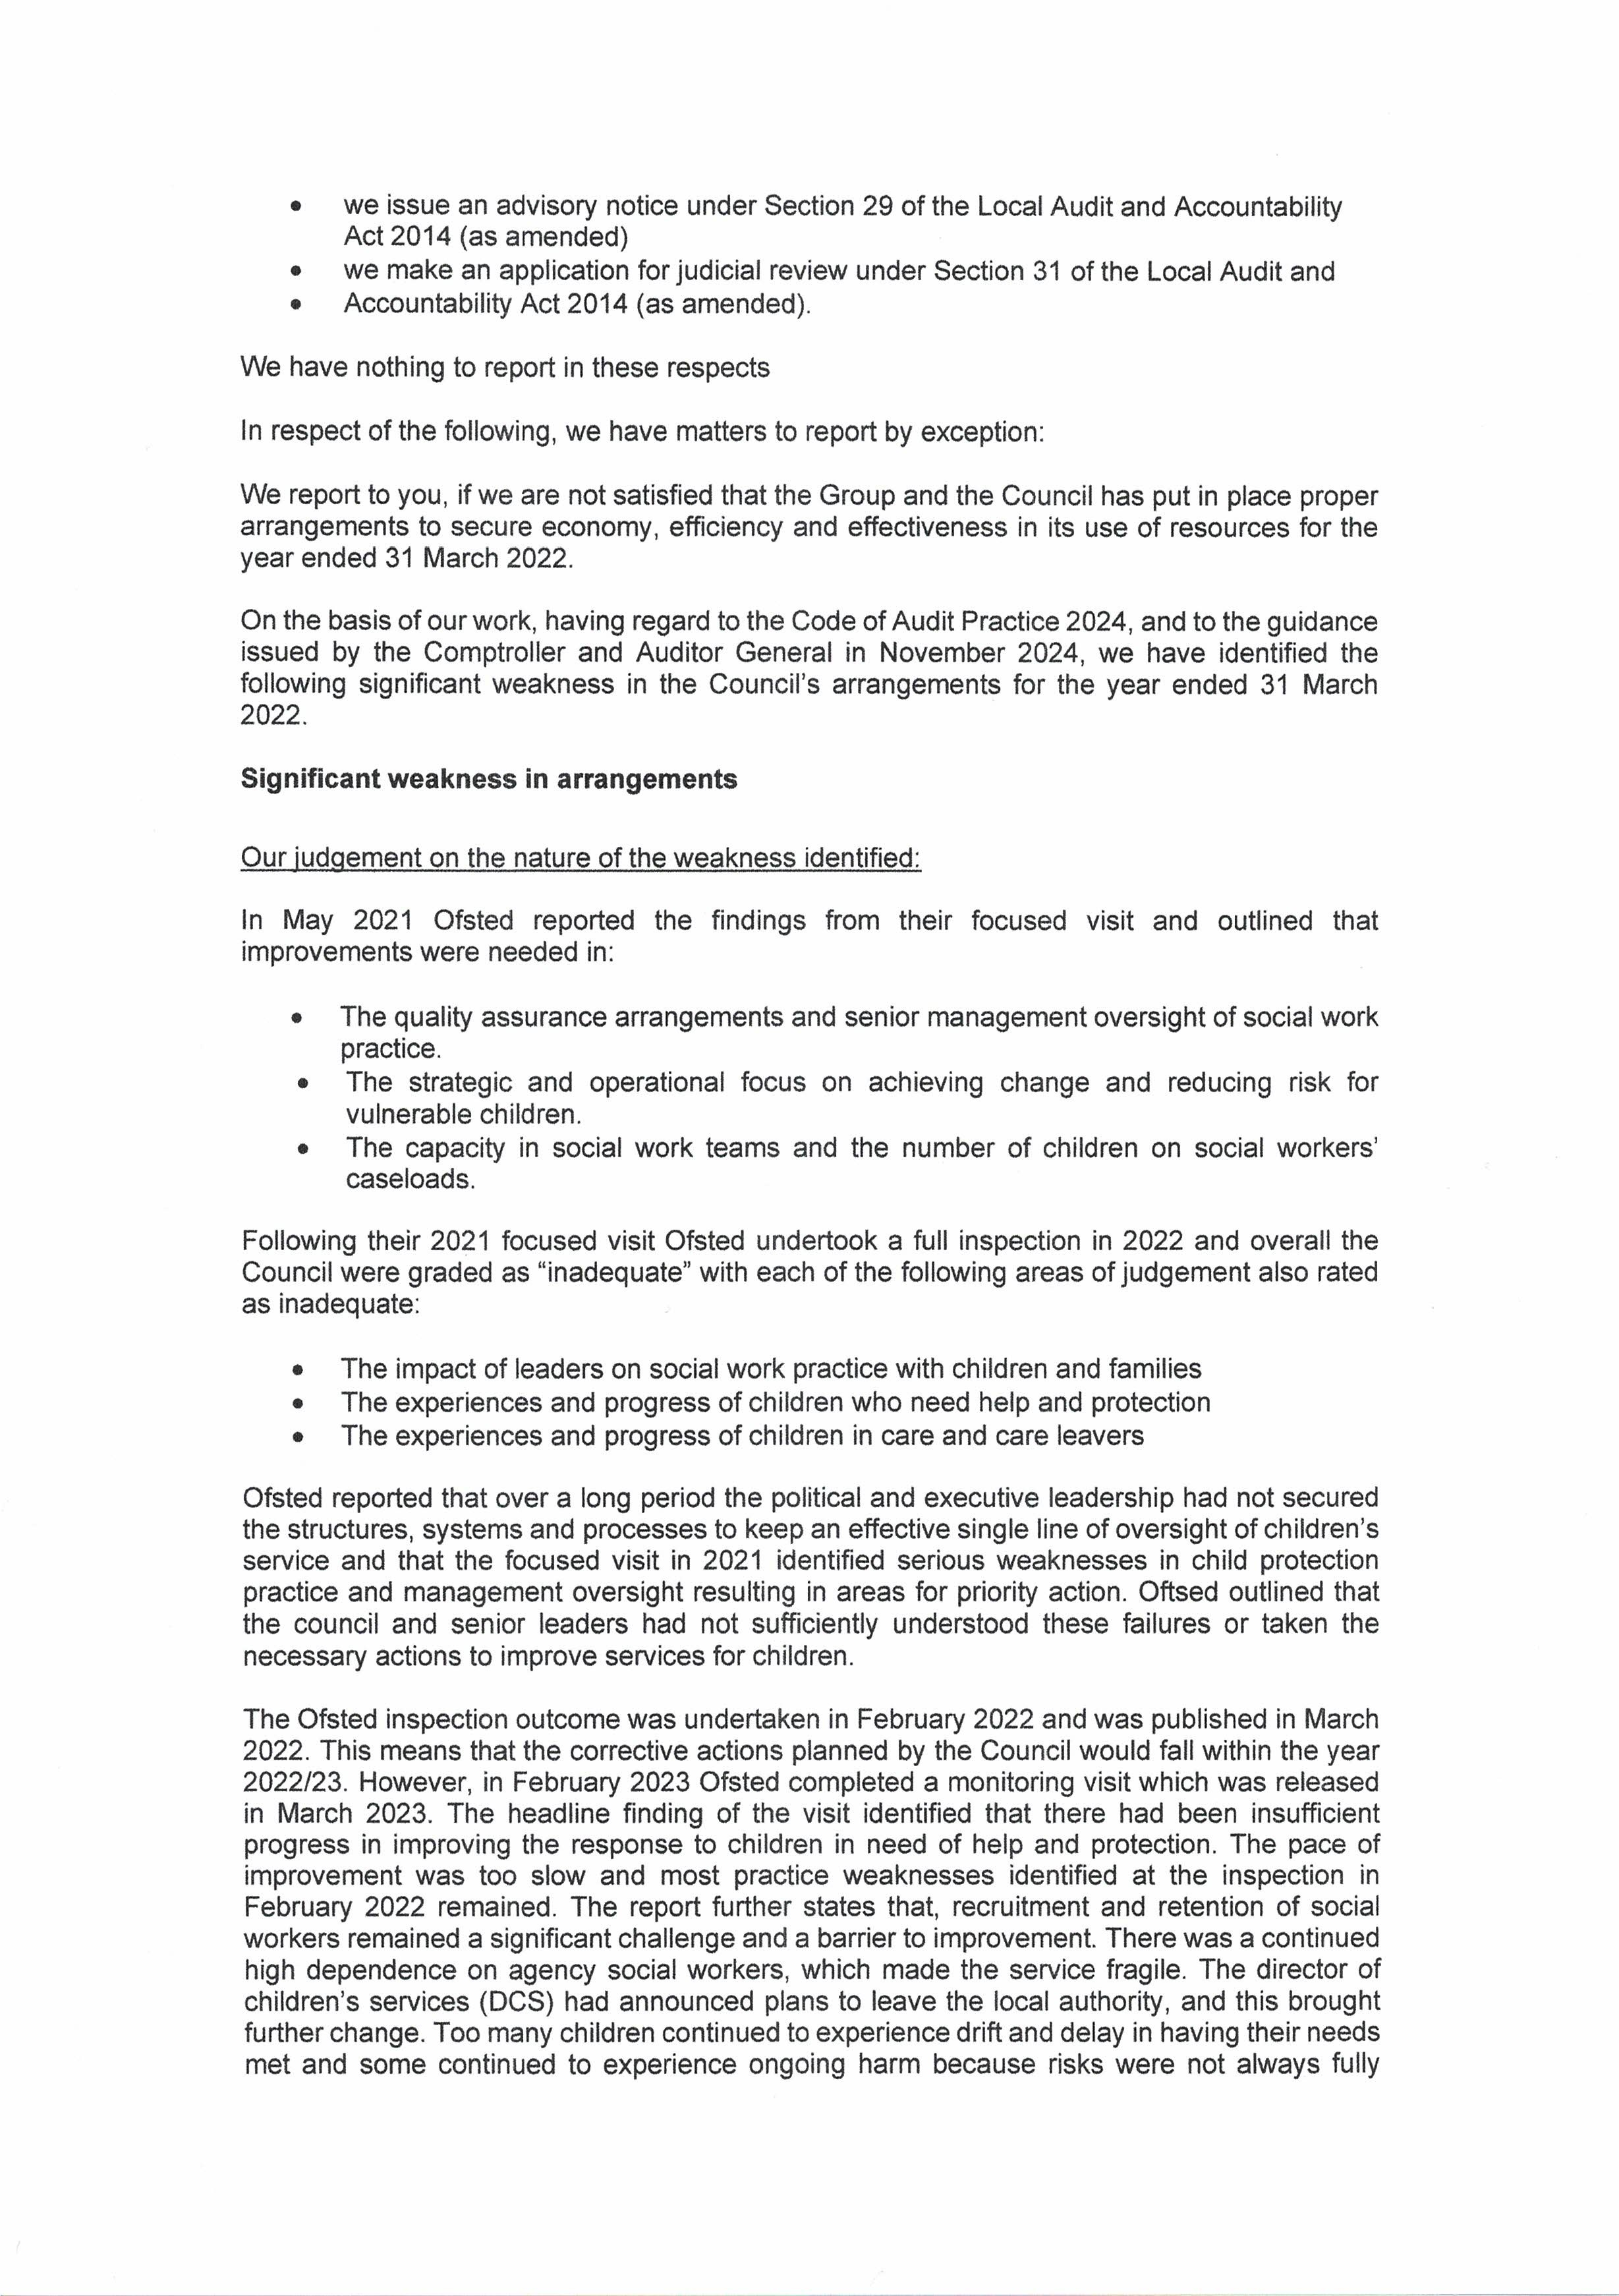 • we issue an advisory notice under Section 29 of the Local Audit and Accountability
Act 2014 (as amended)
• we make an application for judicial review under Section 31 of the Local Audit and
• Accountability Act 2014 (as amended).
We have nothing to report in these respects
In respect of the following, we have matters to report by exception:
We report to you, if we are not satisfied that the Group and the Council has put in place proper
arrangements to secure economy, efficiency and effectiveness in its use of resources for the
year ended 31 March 2022.
On the basis of our work, having regard to the Code of Audit Practice 2024, and to the guidance
issued by the Comptroller and Auditor General in November 2024, we have identified the
following significant weakness in the Council's arrangements for the year ended 31 March
2022.
Significant weakness in arrangements
Our judgement on the nature of the weakness identified:
In May 2021 Ofsted reported the findings from their focused visit and outlined that
improvements were needed in:
• The quality assurance arrangements and senior management oversight of social work
practice.
• The strategic and operational focus on achieving change and reducing risk for
vulnerable children.
• The capacity in social work teams and the number of children on social workers'
caseloads.
Following their 2021 focused visit Ofsted undertook a full inspection in 2022 and overall the
Council were graded as “inadequate” with each of the following areas of judgement also rated
as inadequate:
• The impact of leaders on social work practice with children and families
• The experiences and progress of children who need help and protection
• The experiences and progress of children in care and care leavers
Ofsted reported that over a long period the political and executive leadership had not secured
the structures, systems and processes to keep an effective single line of oversight of children's
service and that the focused visit in 2021 identified serious weaknesses in child protection
practice and management oversight resulting in areas for priority action. Oftsed outlined that
the council and senior leaders had not sufficiently understood these failures or taken the
necessary actions to improve services for children.
The Ofsted inspection outcome was undertaken in February 2022 and was published in March
2022. This means that the corrective actions planned by the Council would fall within the year
2022/23. However, in February 2023 Ofsted completed a monitoring visit which was released
in March 2023. The headline finding of the visit identified that there had been insufficient
progress in improving the response to children in need of help and protection. The pace of
improvement was too slow and most practice weaknesses identified at the inspection in
February 2022 remained. The report further states that, recruitment and retention of social
workers remained a significant challenge and a barrier to improvement. There was a continued
high dependence on agency social workers, which made the service fragile. The director of
children's services (DCS) had announced plans to leave the local authority, and this brought
further change. Too many children continued to experience drift and delay in having their needs
met and some continued to experience ongoing harm because risks were not always fully